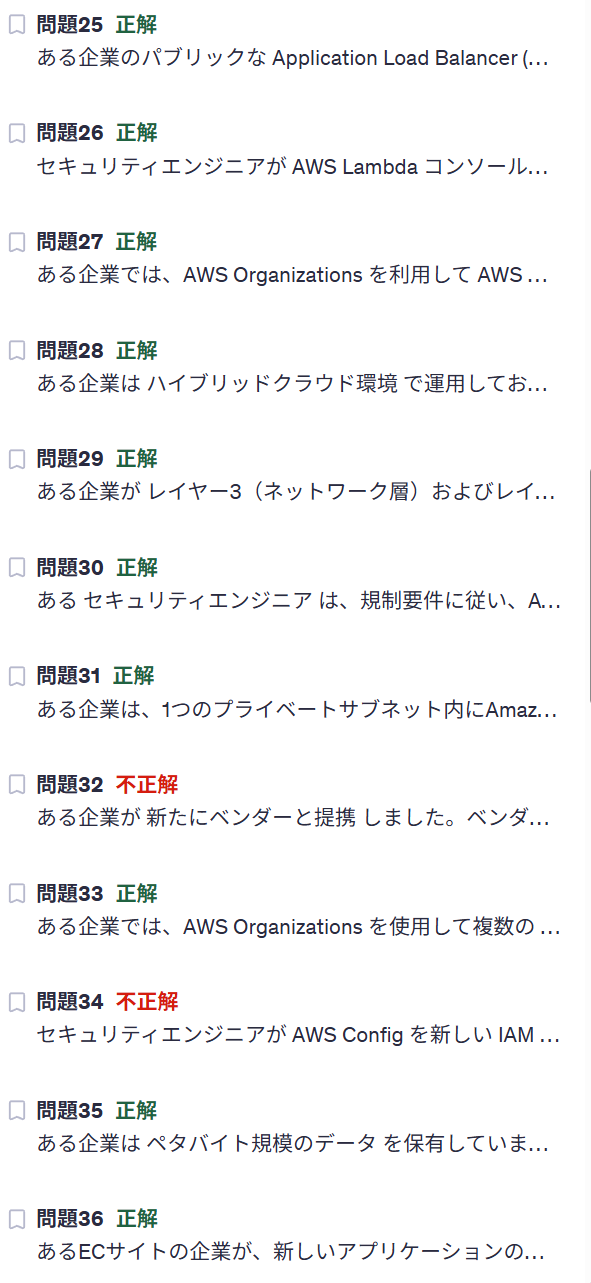 問題25 正解
ある企業のパブリックな Application Load Balancer (...
問題26 正解
セキュリティエンジニアが AWS Lambda コンソール...
問題27 正解
ある企業では、AWS Organizations を利用して AWS ...
問題28 正解
ある企業は ハイブリッドクラウド環境 で運用してお...
問題29 正解
ある企業が レイヤー3（ネットワーク層）およびレイ...
問題30 正解
ある セキュリティエンジニア は、規制要件に従い、A...
問題31 正解
ある企業は、1つのプライベートサブネット内にAmaz...
問題32 不正解
ある企業が 新たにベンダーと提携 しました。ベンダ...
問題33 正解
ある企業では、AWS Organizations を使用して複数の ...
問題34 不正解
セキュリティエンジニアが AWS Config を新しい IAM ...
問題35 正解
ある企業は ペタバイト規模のデータ を保有していま...
問題36 正解
あるECサイトの企業が、新しいアプリケーションの...